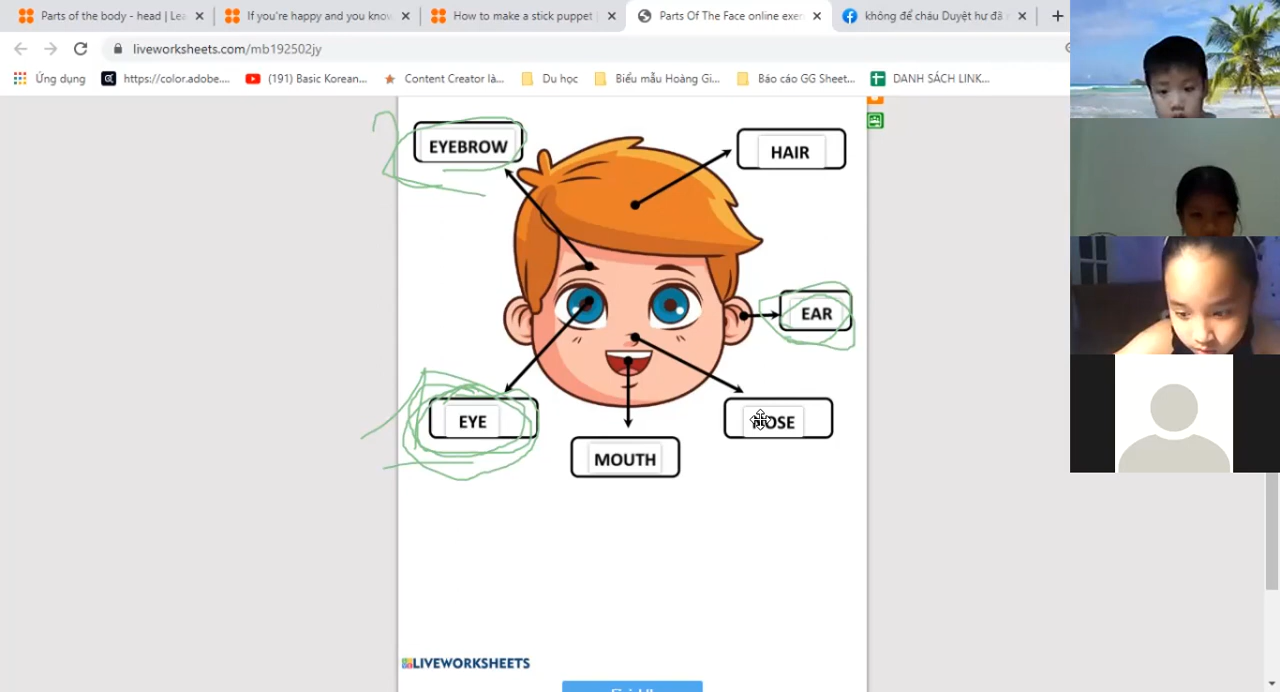 Parts of the body - head | Lea
If you're happy and you know
How to make a stick puppet
Parts Of The Face online exer
không để cháu Duyệt hư đã
liveworksheets.com/mb192502jy
Ứng dụng
https://color.adobe....
(191) Basic Korean...
Content Creator là...
Du học
Biểu mẫu Hoàng Gi...
Báo cáo GG Sheet...
DANH SÁCH LINK...
EYEBROW
HAIR
EAR
EYE
NOSE
MOUTH
LIVEWORKSHEETS